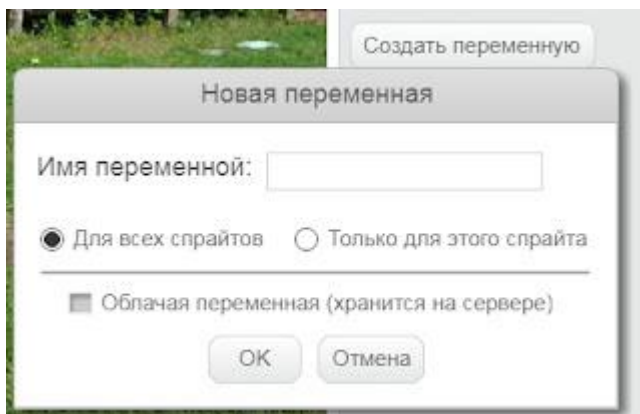 Создать переменную
Новая переменная
Имя переменной:
Для всех спрайтов Только для этого спрайта
Облачая переменная (хранится на сервере)
OK Отмена